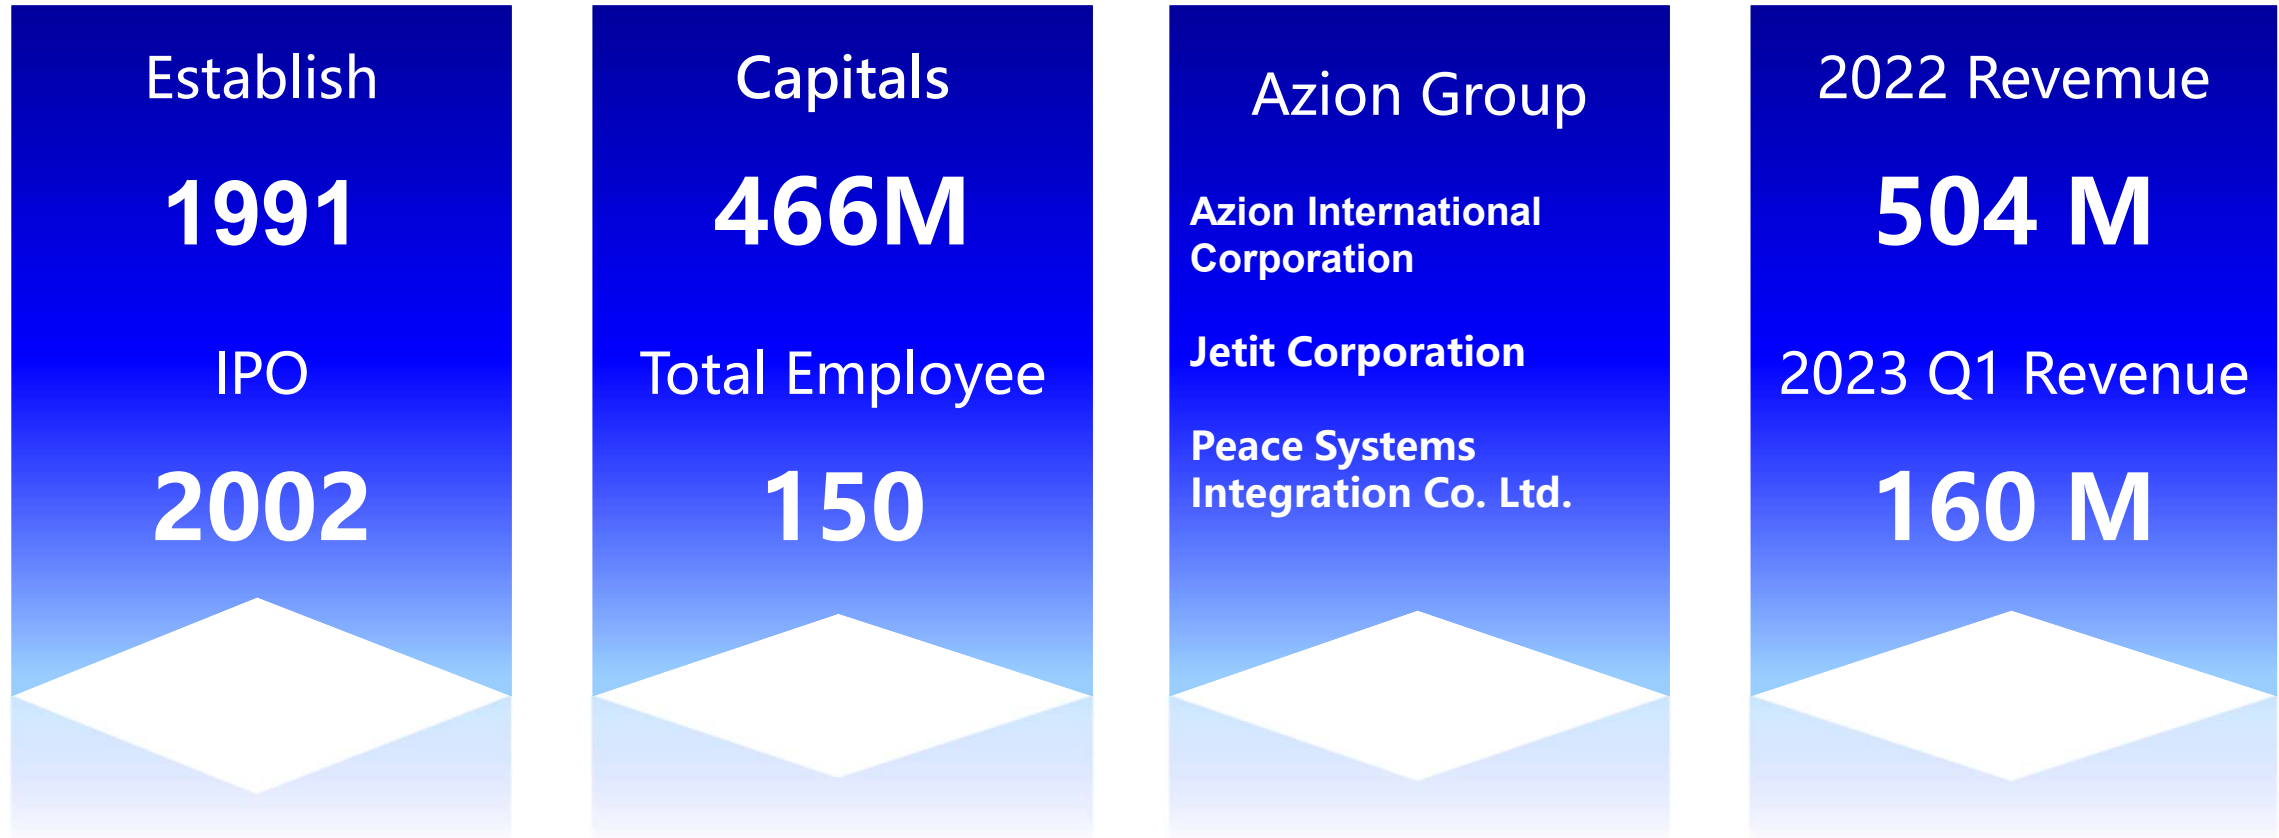 Establish
1991
IPO
2002
Capitals
466M
Total Employee
150
Azion Group
Azion International
Corporation
Jetit Corporation
Peace Systems
Integration Co. Ltd.
2022 Revemue
504 M
2023 Q1 Revenue
160 M